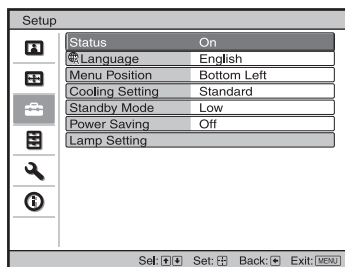 Setup
Status On
Language English
Menu Position Bottom Left
Cooling Setting Standard
Standby Mode Low
Power Saving Off
Lamp Setting
Sel: Set: Back: Exit: MENU